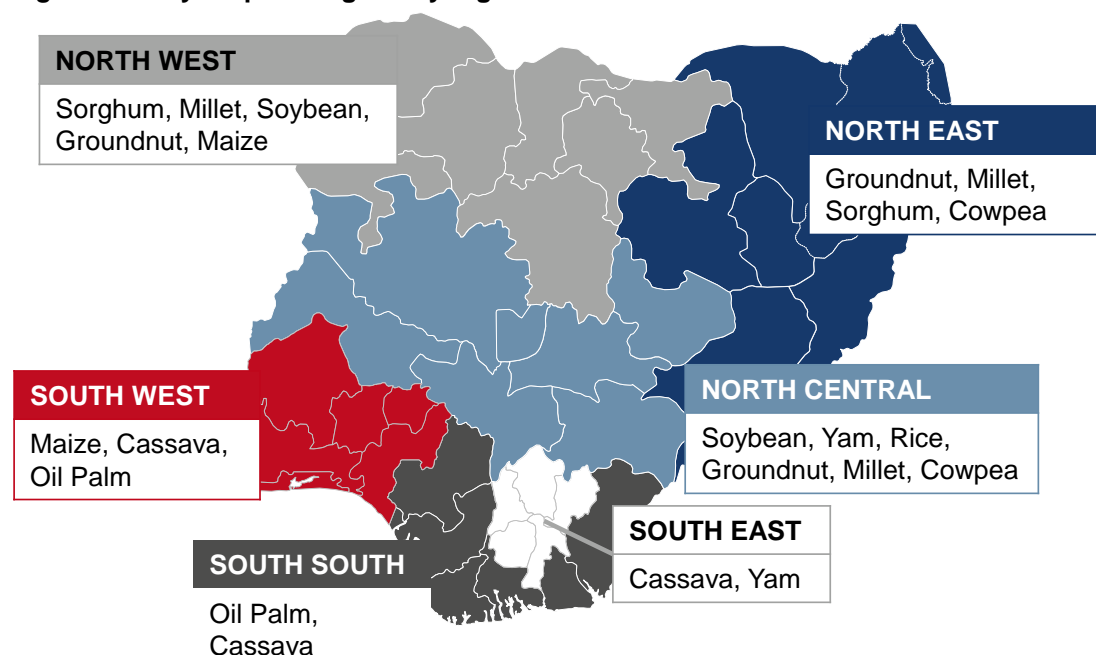 NORTH WEST
Sorghum, Millet, Soybean,
Groundnut, Maize
NORTH EAST
Groundnut, Millet,
Sorghum, Cowpea
SOUTH WEST
Maize, Cassava,
Oil Palm
NORTH CENTRAL
Soybean, Yam, Rice,
Groundnut, Millet, Cowpea
SOUTH EAST
Cassava, Yam
SOUTH SOUTH
Oil Palm,
Cassava